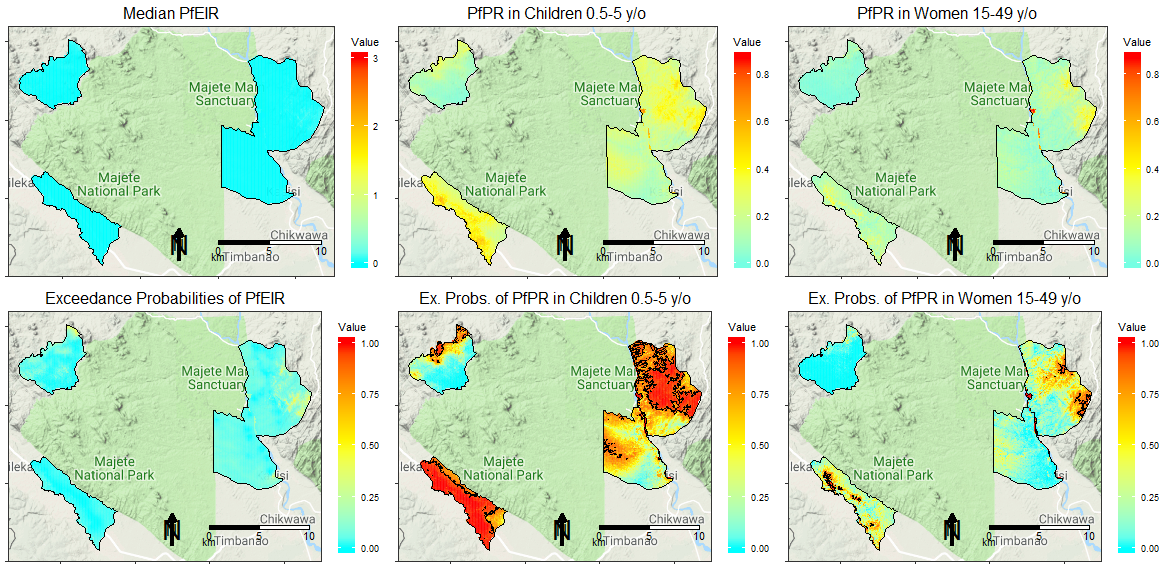 Median PfEIR
Majete Ma
Sanctuary
Majete
National Park
ileka
isi
Chikwawa
0 5 10
km
Timbanao
N
Value
3
2
1
0
PfPR in Children 0.5-5 y/o
Majete Ma
Sanctuary
Majete
National Park
ileka
isi
Chikwawa
0 5 10
km
Timbanao
N
Value
0.8
0.6
0.4
0.2
0.0
PfPR in Women 15-49 y/o
Majete Ma
Sanctuary
Majete
National Park
ileka
isi
Chikwawa
0 5 10
km
Timbanao
N
Value
0.8
0.6
0.4
0.2
0.0
Exceedance Probabilities of PfEIR
Majete Ma
Sanctuary
Majete
National Park
ileka
isi
Chikwawa
0 5 10
km
Timbanao
N
Value
1.00
0.75
0.50
0.25
0.00
Ex. Probs. of PfPR in Children 0.5-5 y/o
Majete Ma
Sanctuary
Majete
National Park
ileka
isi
Chikwawa
0 5 10
km
Timbanao
N
Value
1.00
0.75
0.50
0.25
0.00
Ex. Probs. of PfPR in Women 15-49 y/o
Majete Ma
Sanctuary
Majete
National Park
ileka
isi
Chikwawa
0 5 10
km
Timbanao
N
Value
1.00
0.75
0.50
0.25
0.00